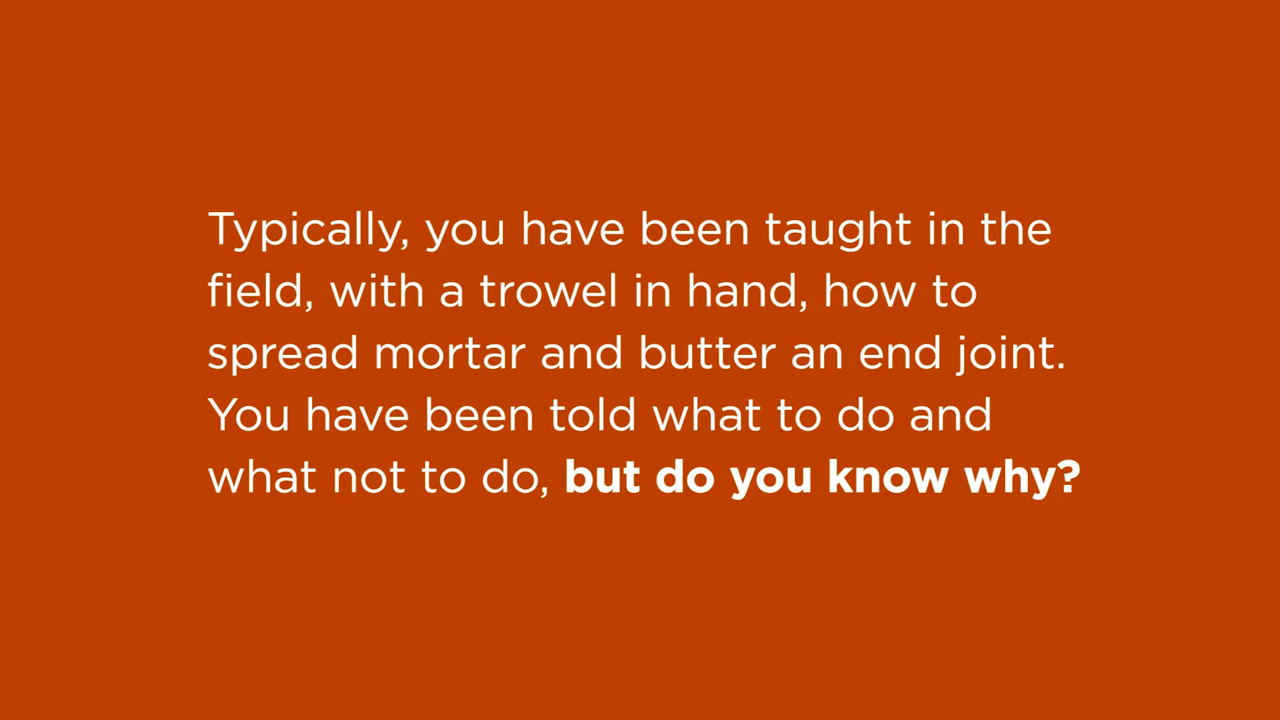 Typically, you have been taught in the
field, with a trowel in hand, how to
spread mortar and butter an end joint.
You have been told what to do and
what not to do, but do you know why?